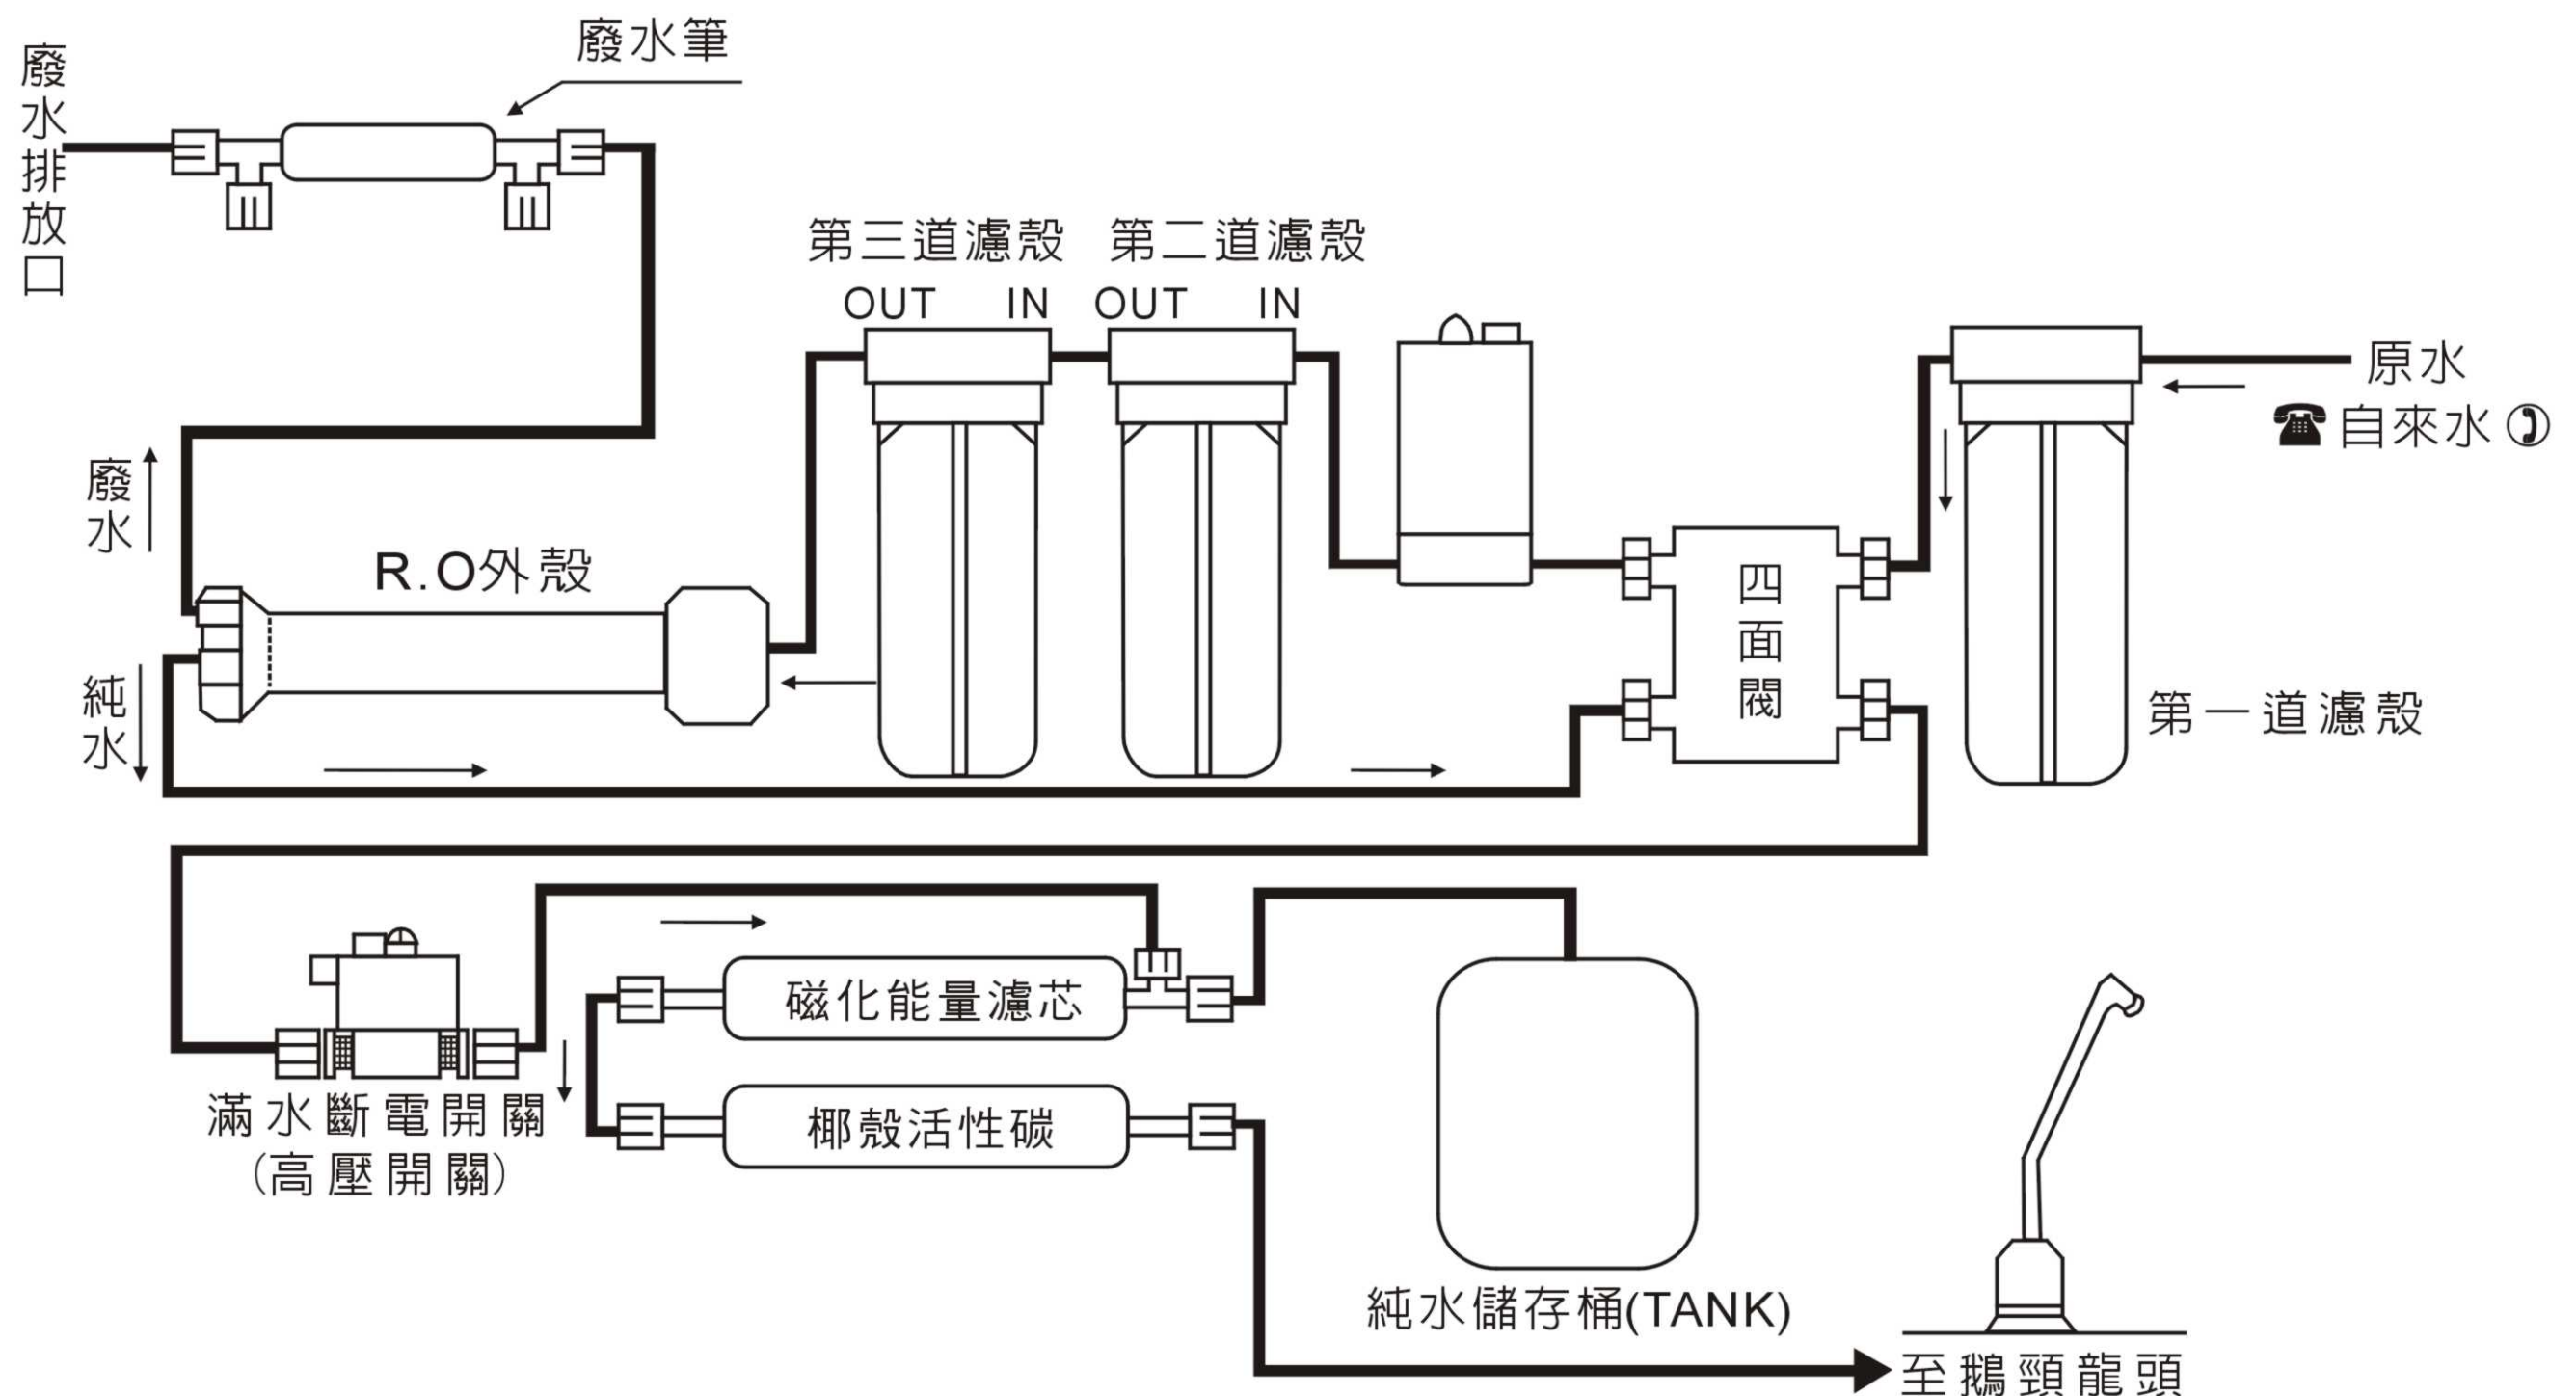 廢水筆
廢水排放口
第三道濾殼
第二道濾殼
OUT IN
OUT IN
原水
☎自來水✆
廢水
R.O外殼
四面閥
純水
第一道濾殼
磁化能量濾芯
滿水斷電開關
(高壓開關)
椰殼活性碳
純水儲存桶(TANK)
至鵝頸龍頭